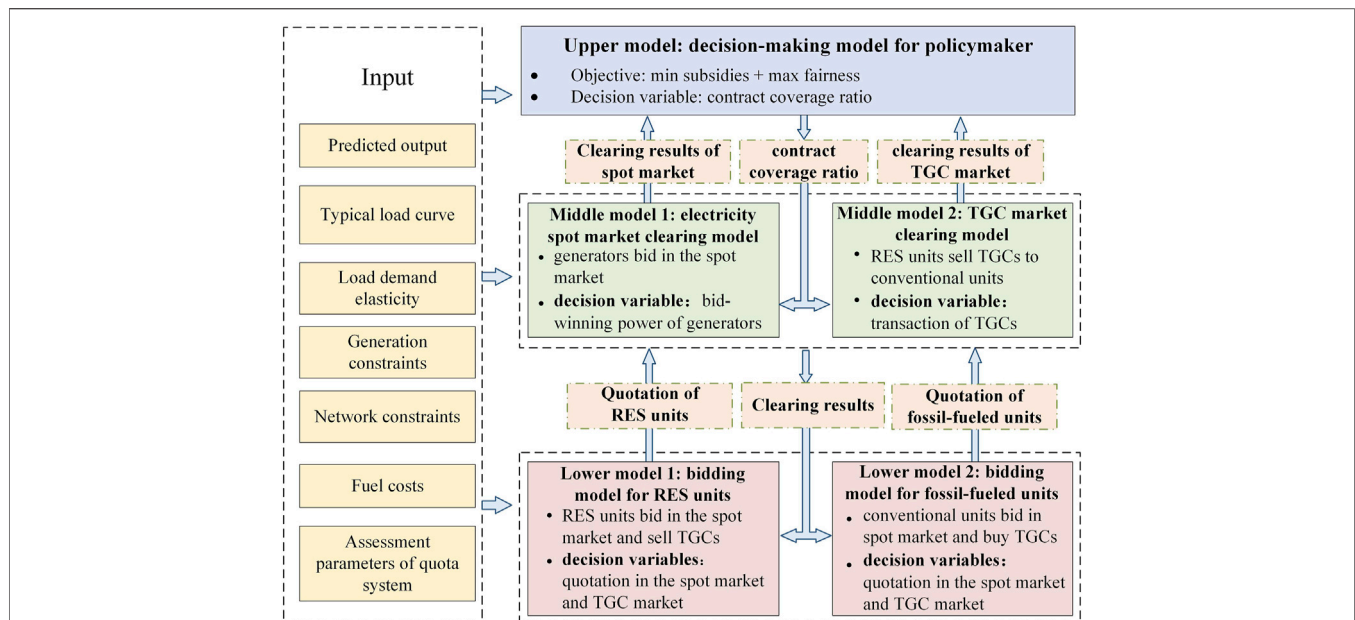 Input
Predicted output
Typical load curve
Load demand
elasticity
Generation
constraints
Network constraints
Fuel costs
Assessment
parameters of quota
system
Upper model: decision-making model for policymaker
• Objective: min subsidies + max fairness
• Decision variable: contract coverage ratio
Clearing results of
spot market
contract
coverage ratio
clearing results of
TGC market
Middle model 1: electricity
spot market clearing model
• generators bid in the spot
market
• decision variable：bid-
winning power of generators
Middle model 2: TGC market
clearing model
• RES units sell TGCs to
conventional units
• decision variable：
transaction of TGCs
Quotation of
RES units
Clearing results
Quotation of
fossil-fueled units
Lower model 1: bidding
model for RES units
• RES units bid in the spot
market and sell TGCs
• decision variables：
quotation in the spot market
and TGC market
Lower model 2: bidding
model for fossil-fueled units
• conventional units bid in
spot market and buy TGCs
• decision variables：
quotation in the spot market
and TGC market